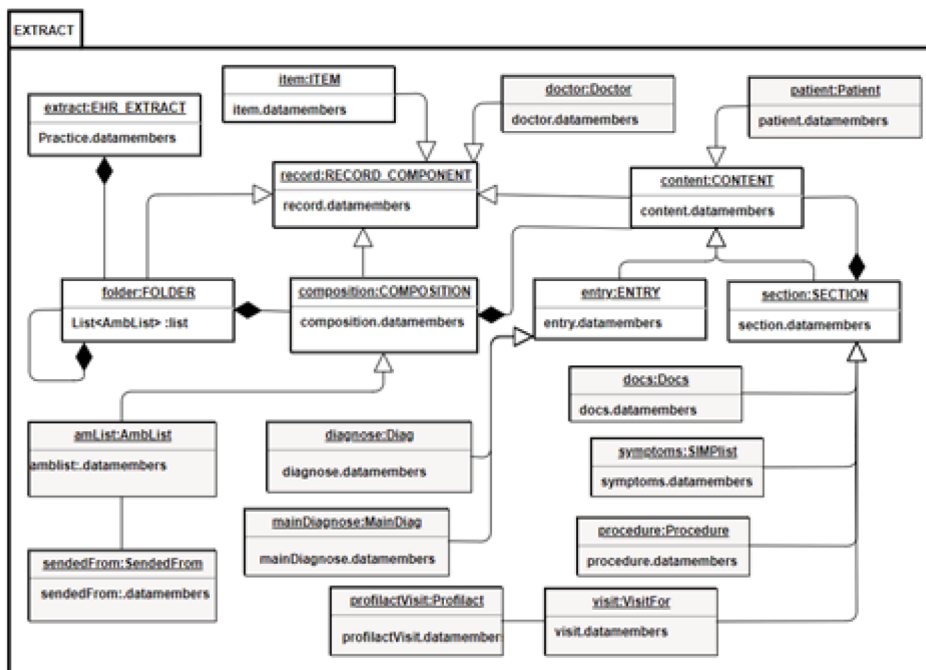 EXTRACT
item:ITEM
item.datamembers
extract:EHR_EXTRACT
Practice.datamembers
doctor:Doctor
doctor.datamembers
patient:Patient
patient.datamembers
record:RECORD_COMPONENT
record.datamembers
content:CONTENT
content.datamembers
folder:FOLDER
List<AmbList> :list
composition:COMPOSITION
composition.datamembers
entry:ENTRY
entry.datamembers
section:SECTION
section.datamembers
docs:Docs
docs.datamembers
amList:AmbList
amblist:.datamembers
diagnose:Diag
diagnose.datamembers
symptoms:SIMPlist
symptoms.datamembers
mainDiagnose:MainDiag
mainDiagnose.datamembers
procedure:Procedure
procedure.datamembers
sendedFrom:SendedFrom
sendedFrom:.datamembers
profilactVisit:Profilact
profilactVisit.datamembers
visit:VisitFor
visit.datamembers